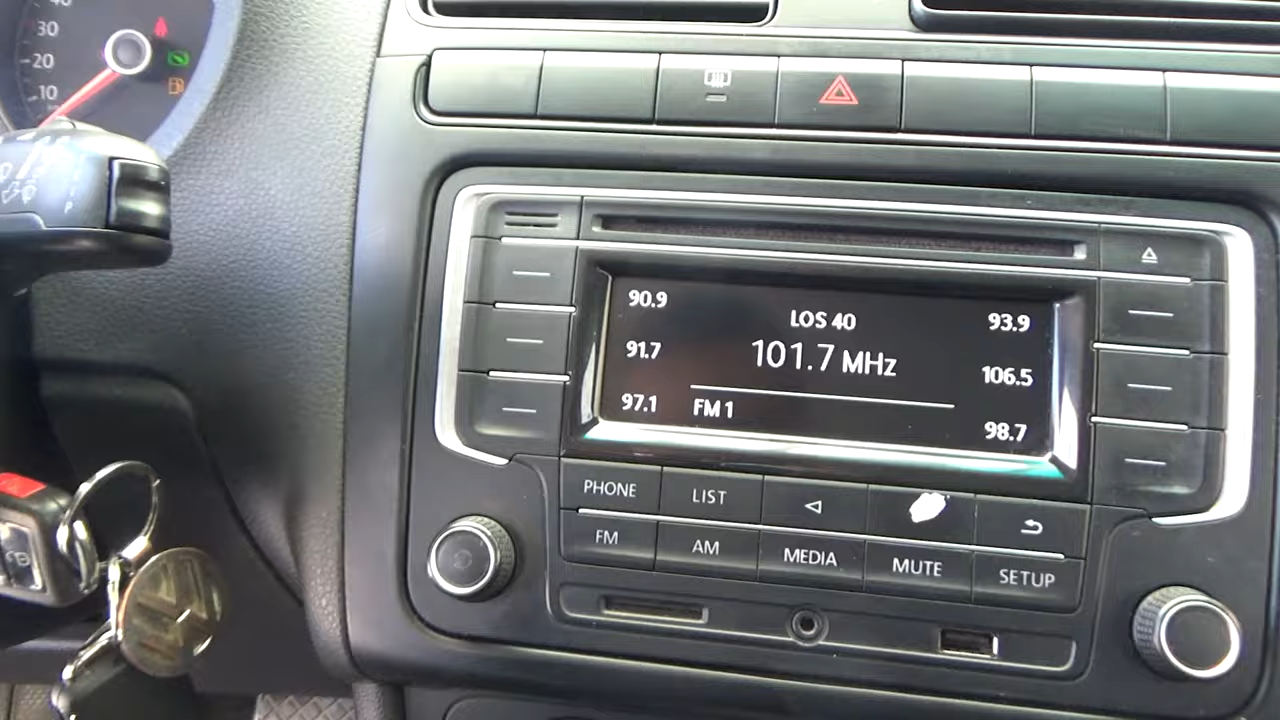 40
30
20
10
90.9
LOS 40
93.9
91.7
101.7 MHz
106.5
97.1
FM 1
98.7
PHONE
LIST
FM
AM
MEDIA
MUTE
SETUP